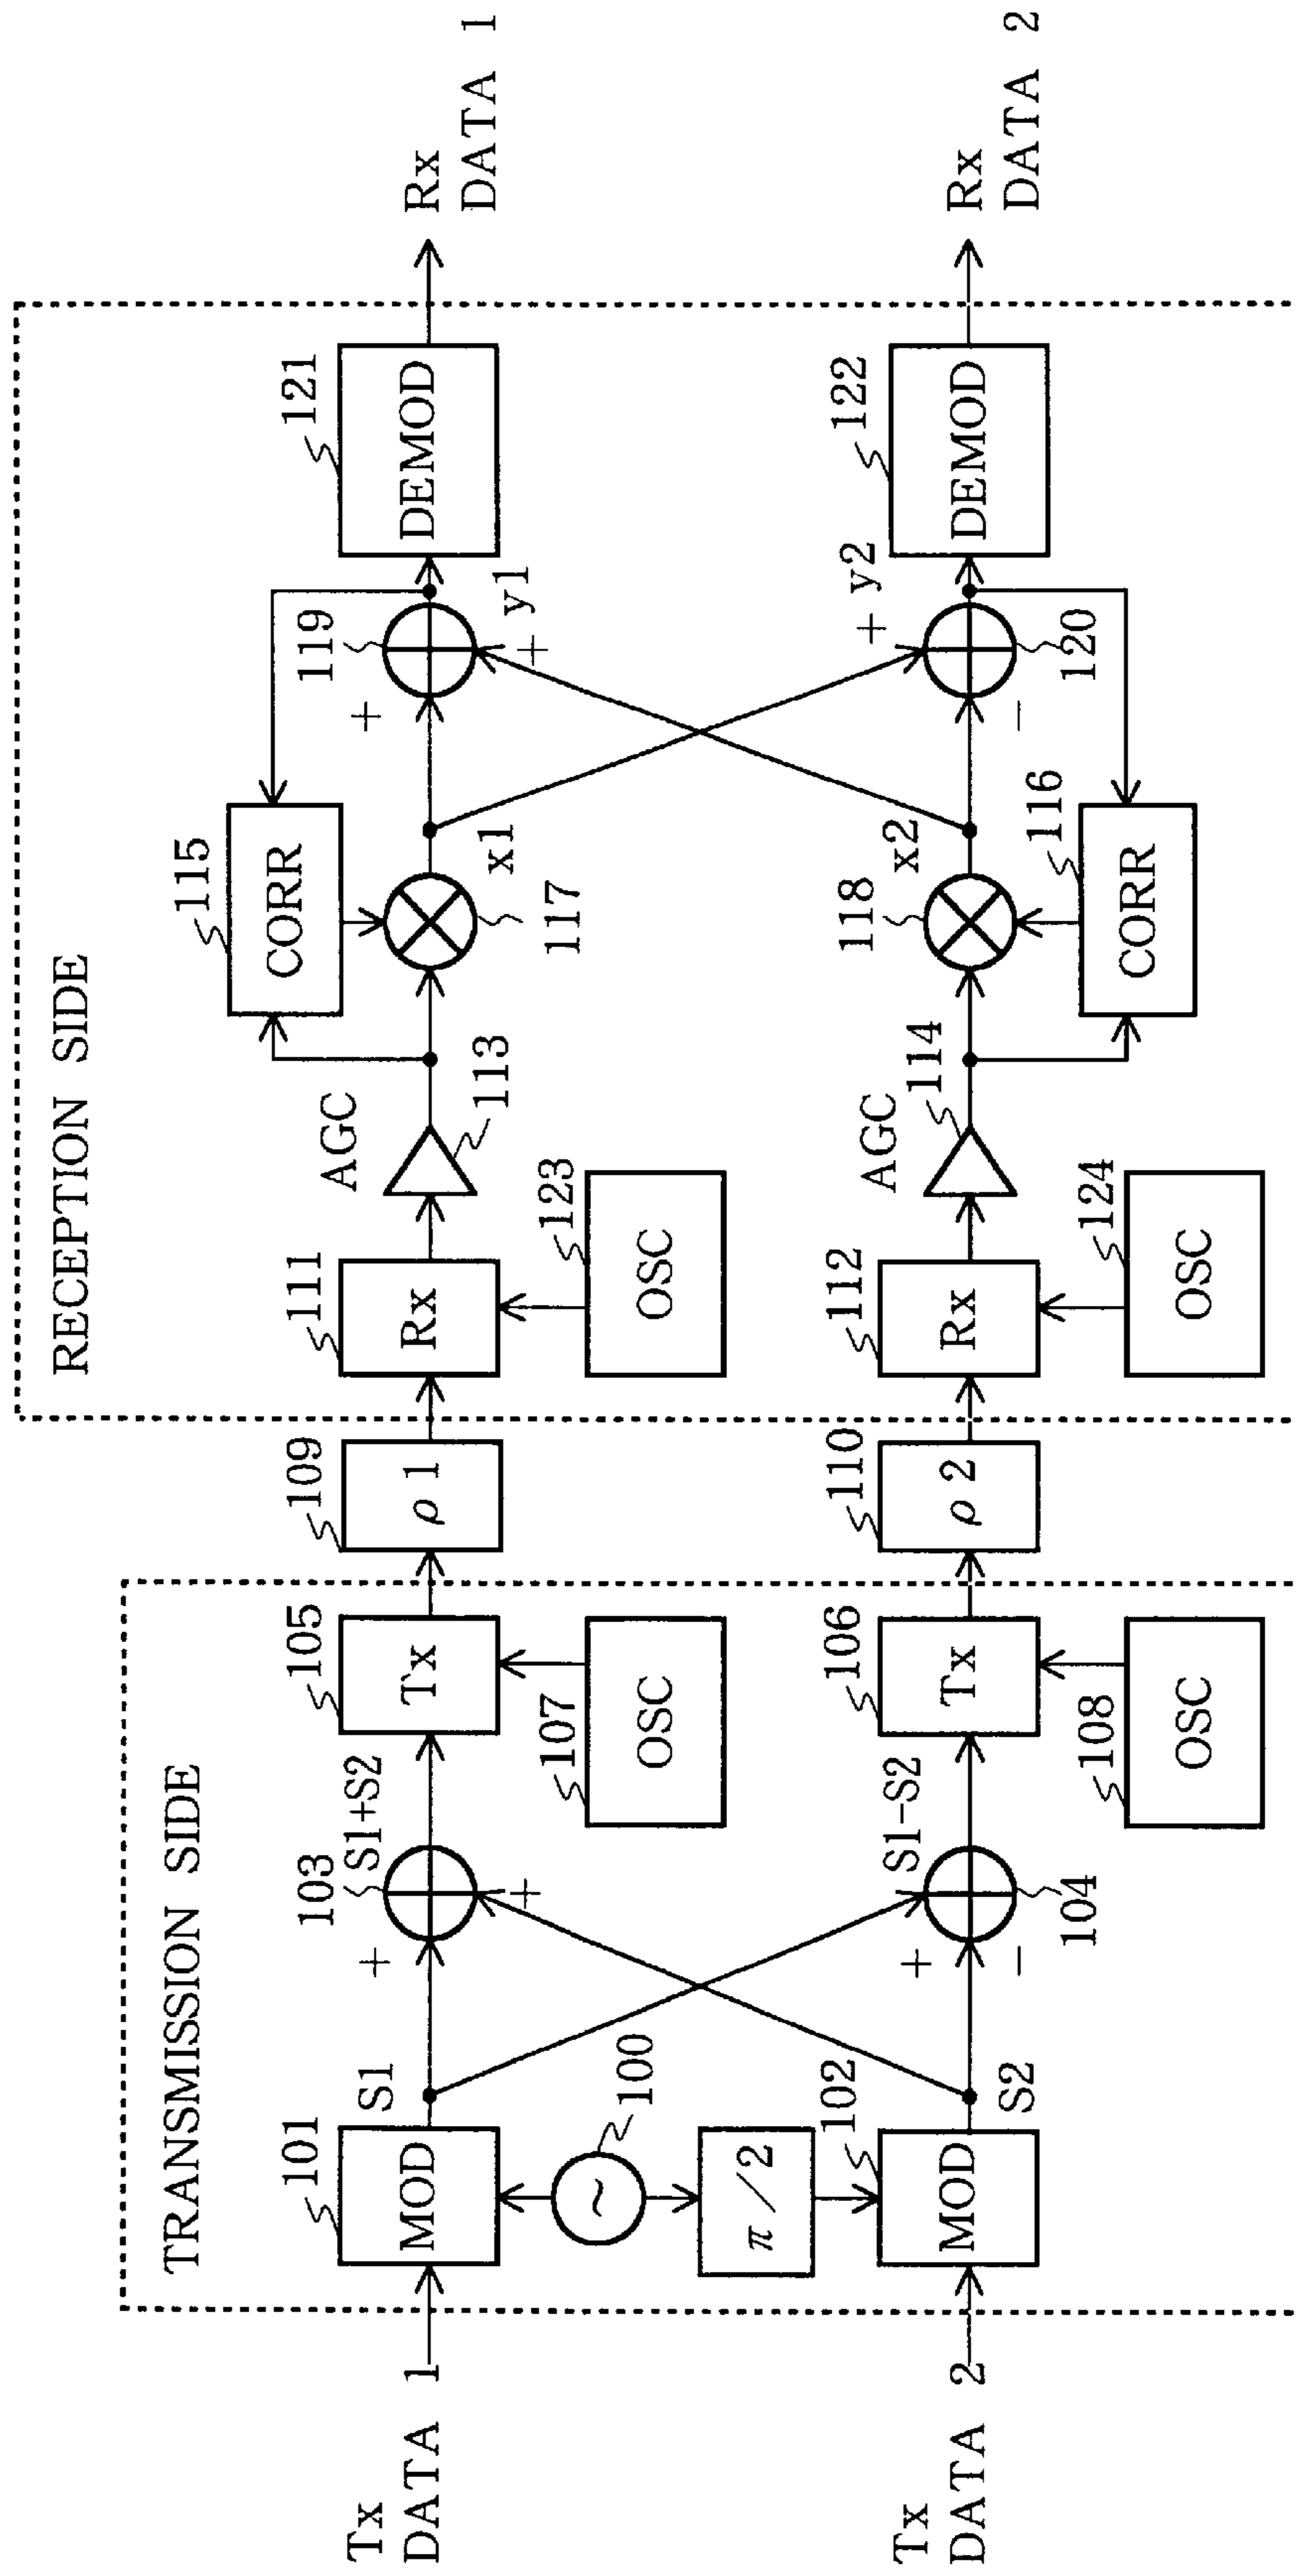 TRANSMISSION SIDE
RECEPTION SIDE
Tx
DATA 1
101
MOD
S1
103
+
+
S1+S2
105
Tx
107
OSC
109
ρ 1
111
Rx
123
OSC
AGC
113
115
CORR
117
x1
119
+
+
y1
121
DEMOD
Rx
DATA 1
100
~
π/2
Tx
DATA 2
102
MOD
S2
104
+
−
S1−S2
106
Tx
108
OSC
110
ρ 2
112
Rx
124
OSC
AGC
114
116
CORR
118
x2
120
+
−
y2
122
DEMOD
Rx
DATA 2